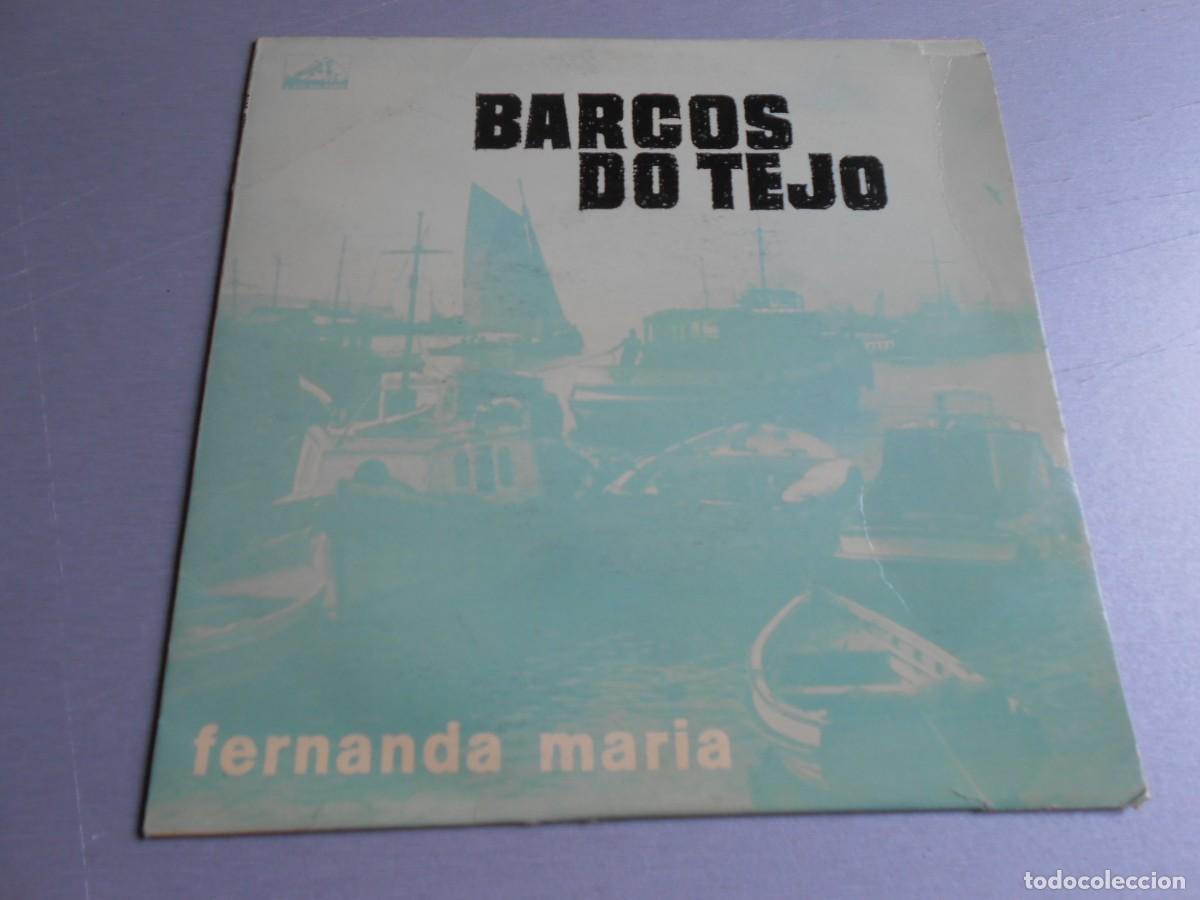 BARCOS
DO TEJO
fernanda maria
todocoleccion